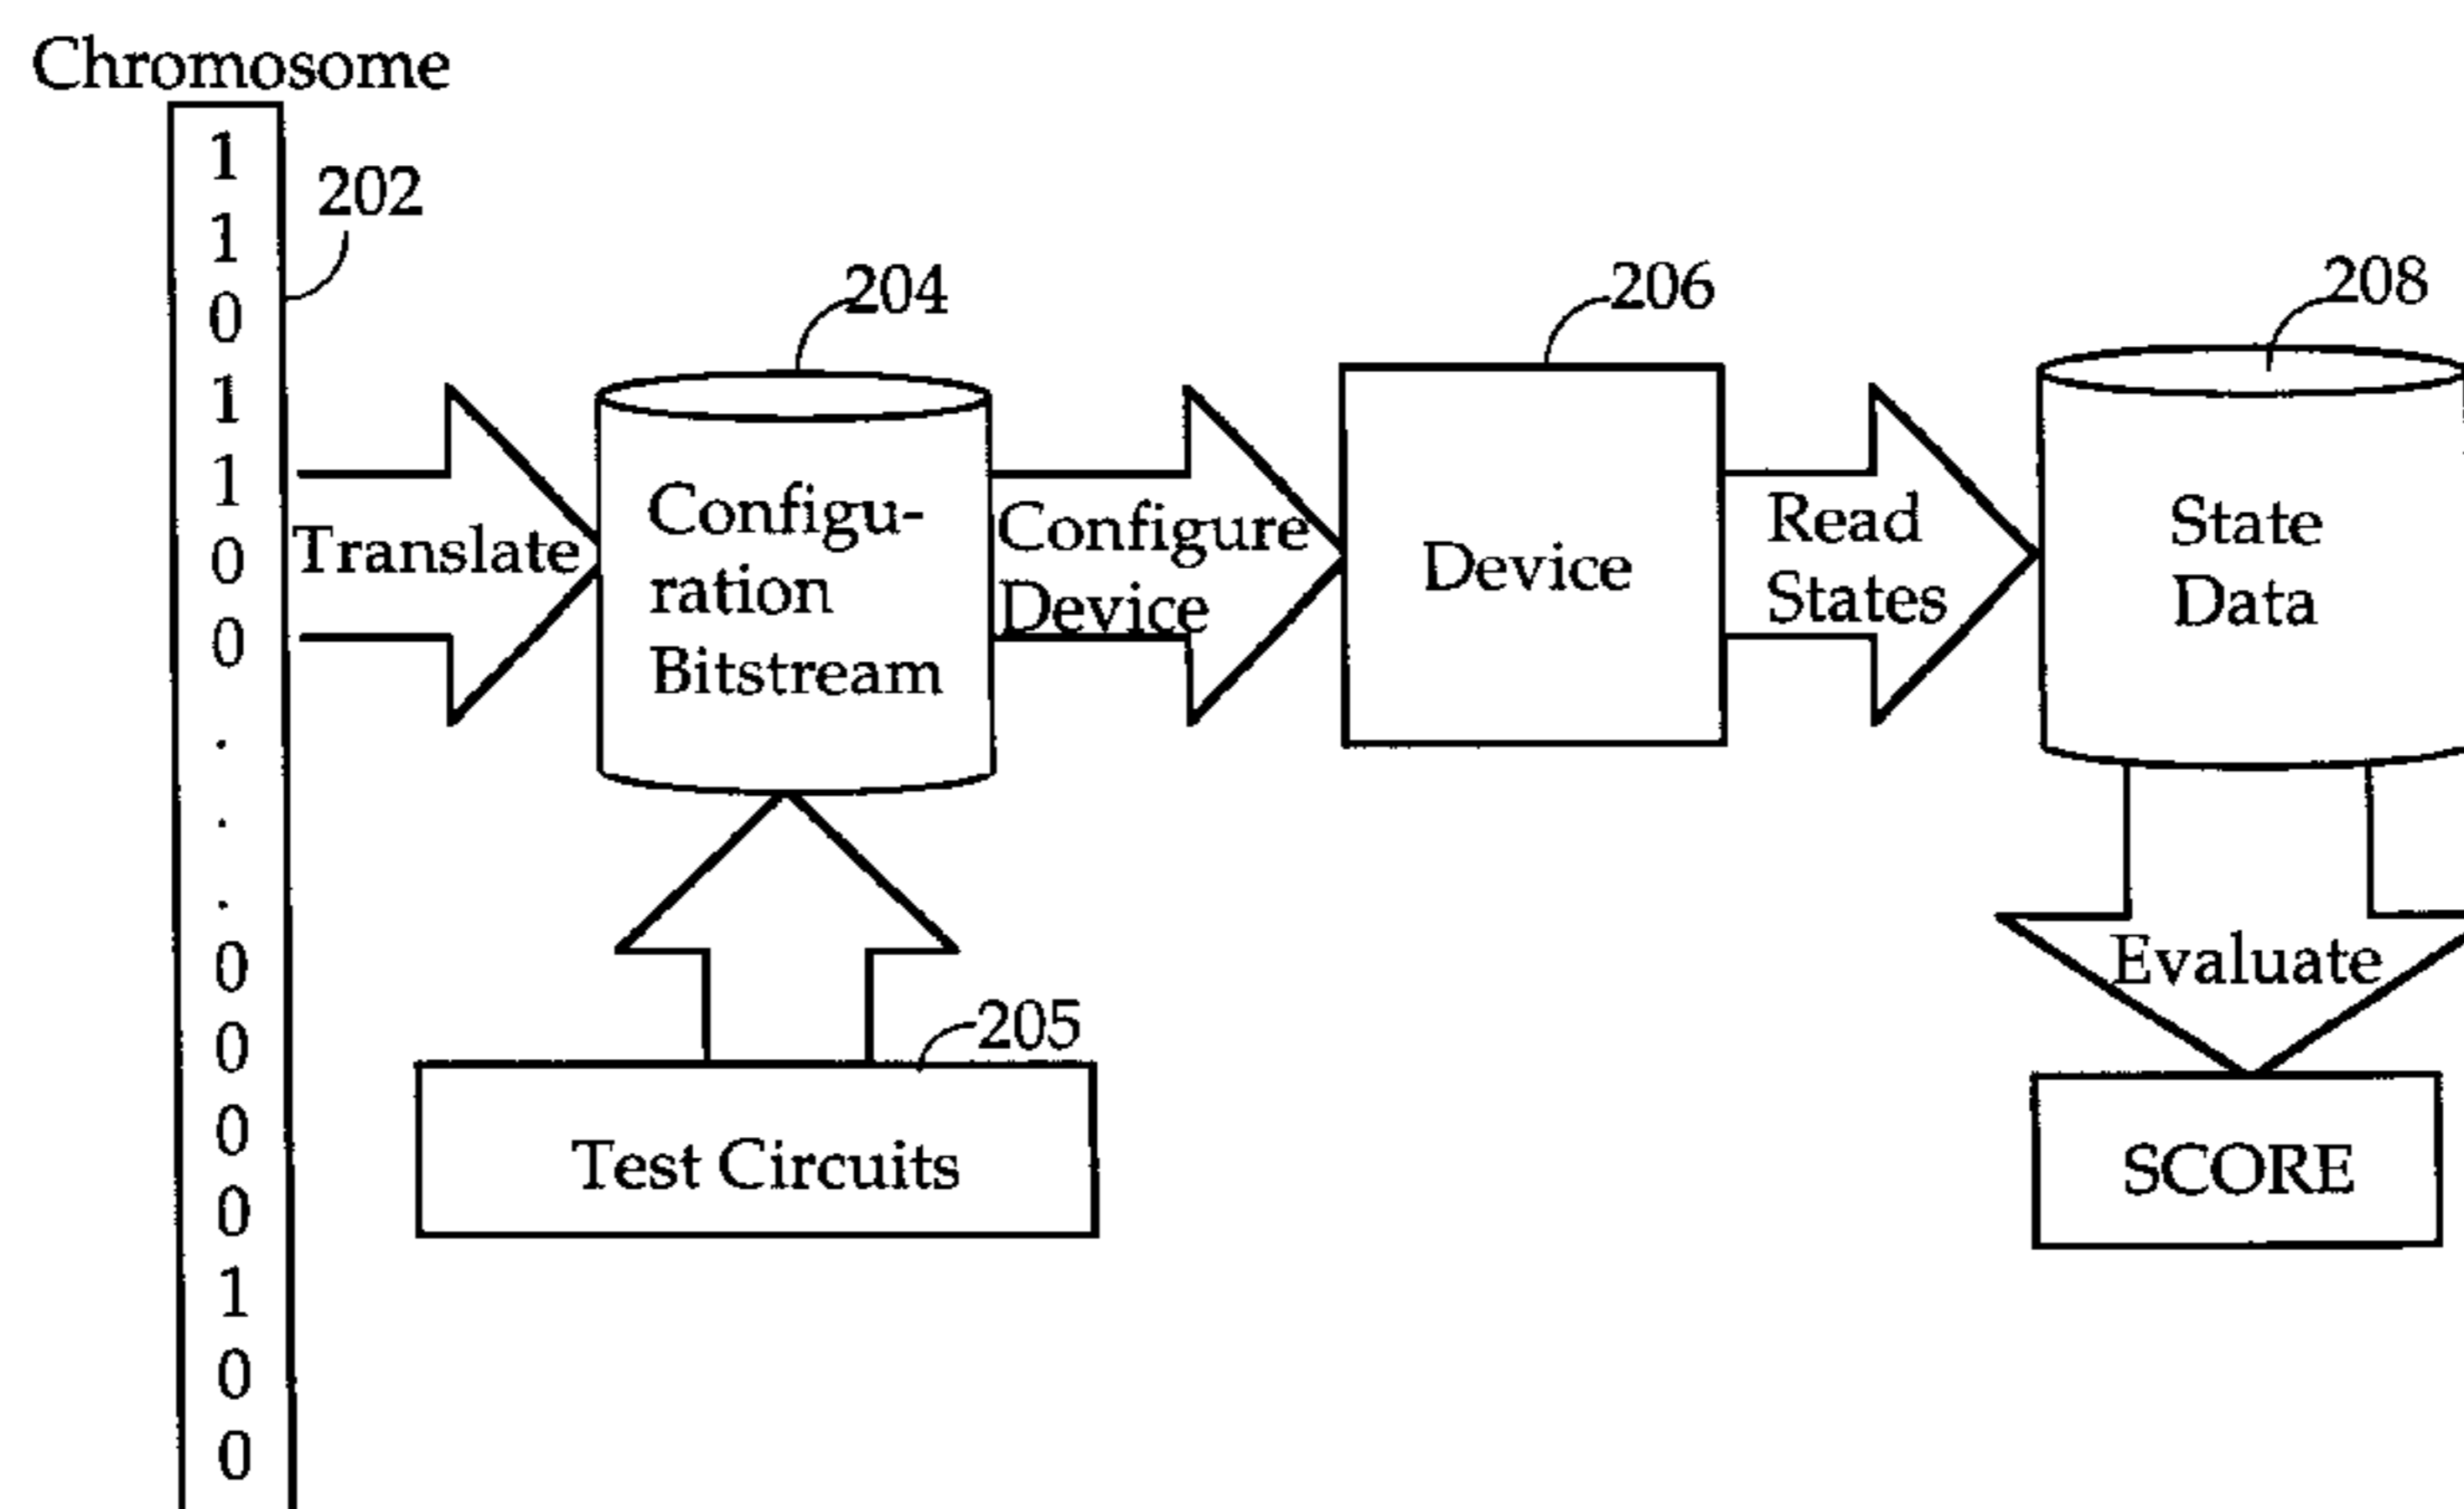 Chromosome
1
1
0
1
1
0
0
.
.
.
0
0
0
0
1
0
0
202
204
206
208
Translate
Configu-
ration
Bitstream
Configure
Device
Device
Read
States
State
Data
Evaluate
205
Test Circuits
SCORE